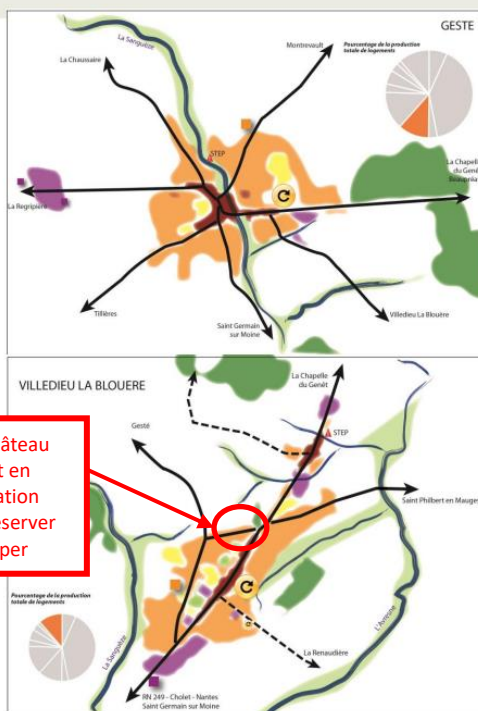 GESTE
Pourcentage de la production
totale de logements
La Sanguèze
Montrevault
La Chaussaire
STEP
La Chapelle
du Genêt
La Regripière
Tillières
Saint Germain
sur Moine
Villedieu La Blouère
VILLEDIEU LA BLOUERE
La Chapelle
du Genêt
Gesté
STEP
Saint Philbert en Mauges
âteau
t en
ation
éserver
per
Pourcentage de la production
totale de logements
La Sanguèze
L'Avresne
La Renaudière
RN 249 - Cholet - Nantes
Saint Germain sur Moine